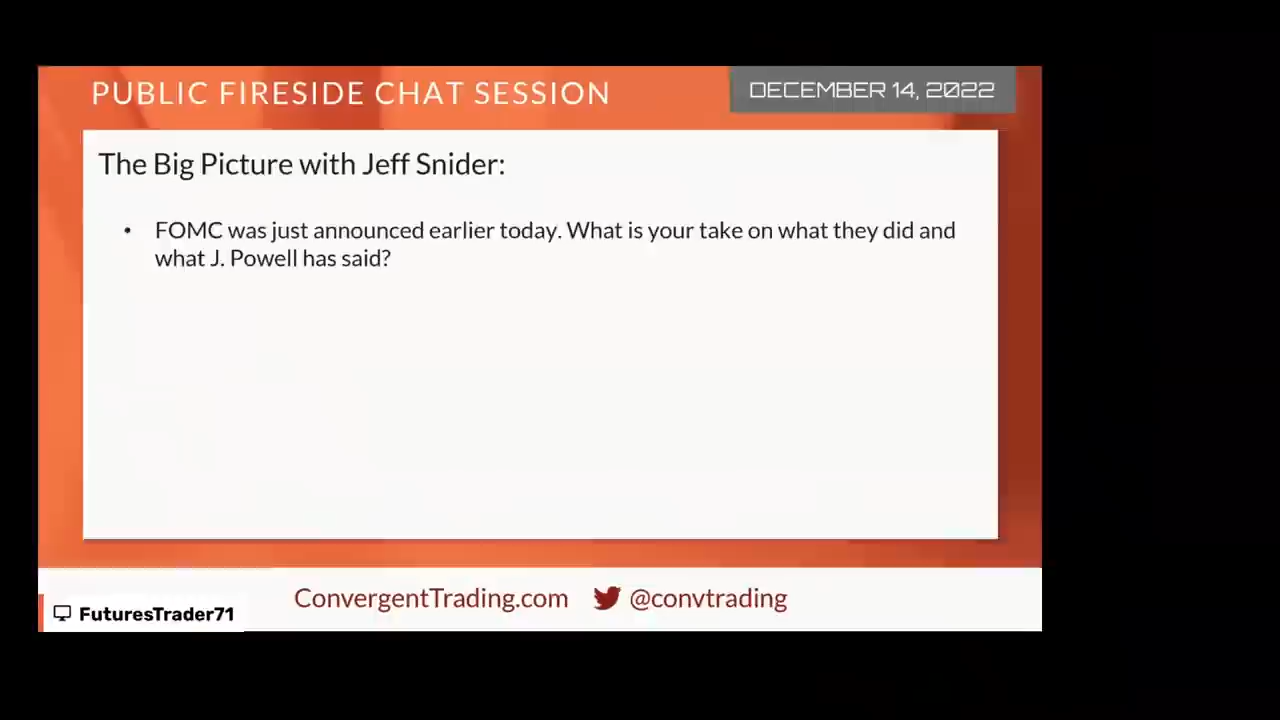 PUBLIC FIRESIDE CHAT SESSION
DECEMBER 14, 2022
The Big Picture with Jeff Snider:
• FOMC was just announced earlier today. What is your take on what they did and
what J. Powell has said?
ConvergentTrading.com @convtrading
FuturesTrader71